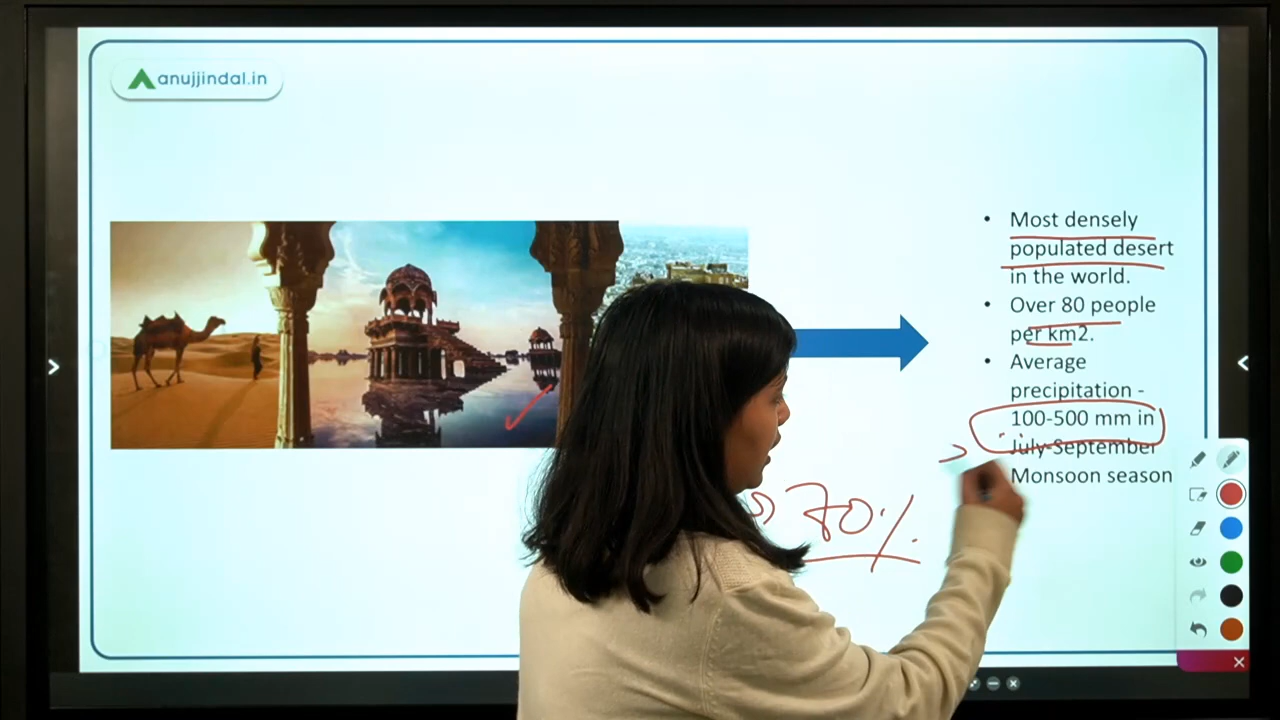 anujjindal.in
• Most densely
populated desert
in the world.
• Over 80 people
per km2.
• Average
precipitation -
100-500 mm in
July-September
Monsoon season
70%